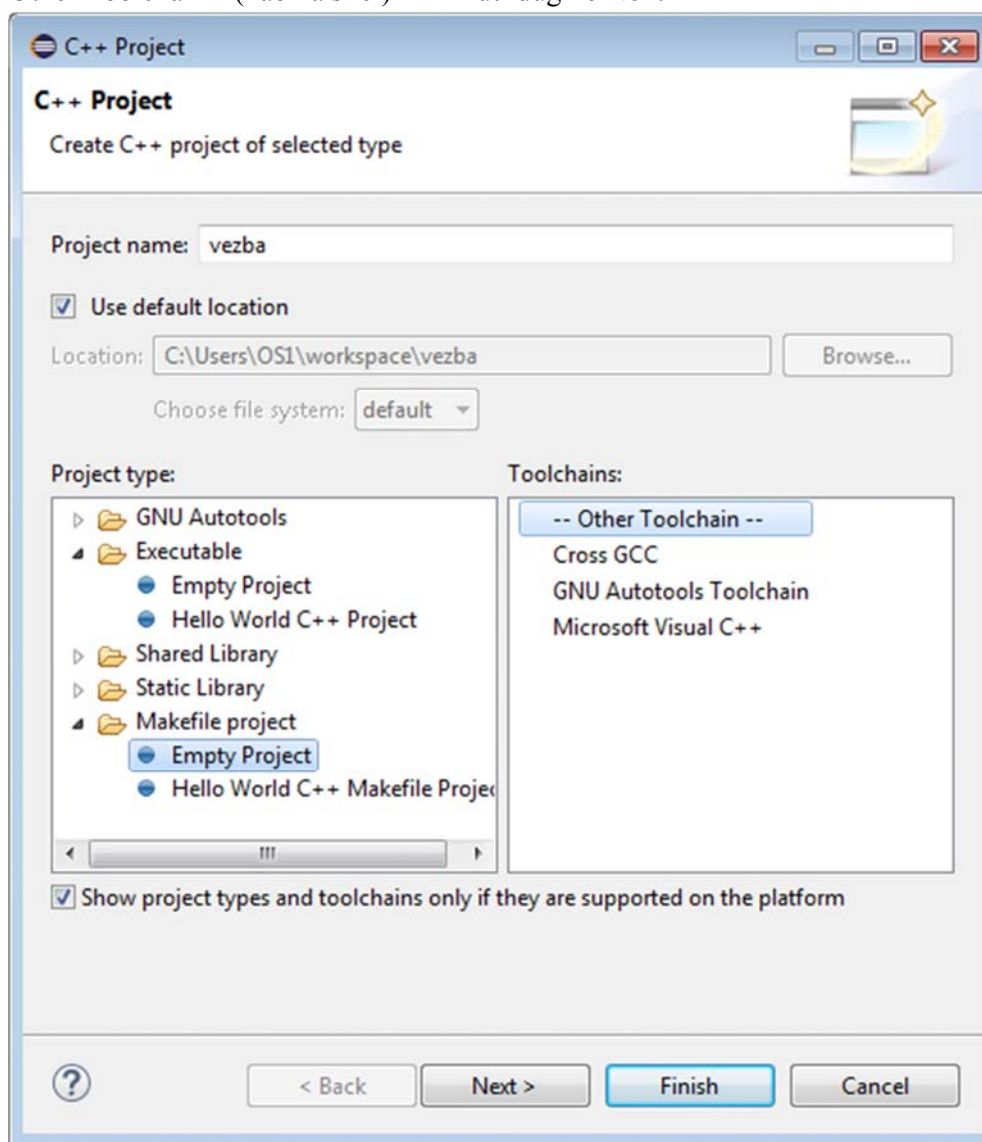 C++ Project
C++ Project
Create C++ project of selected type
Project name: vezba
Use default location
Location: C:\Users\OS1\workspace\vezba Browse...
Choose file system: default
Project type:
GNU Autotools
Executable
Empty Project
Hello World C++ Project
Shared Library
Static Library
Makefile project
Empty Project
Hello World C++ Makefile Projec
Toolchains:
-- Other Toolchain --
Cross GCC
GNU Autotools Toolchain
Microsoft Visual C++
Show project types and toolchains only if they are supported on the platform
? < Back Next > Finish Cancel